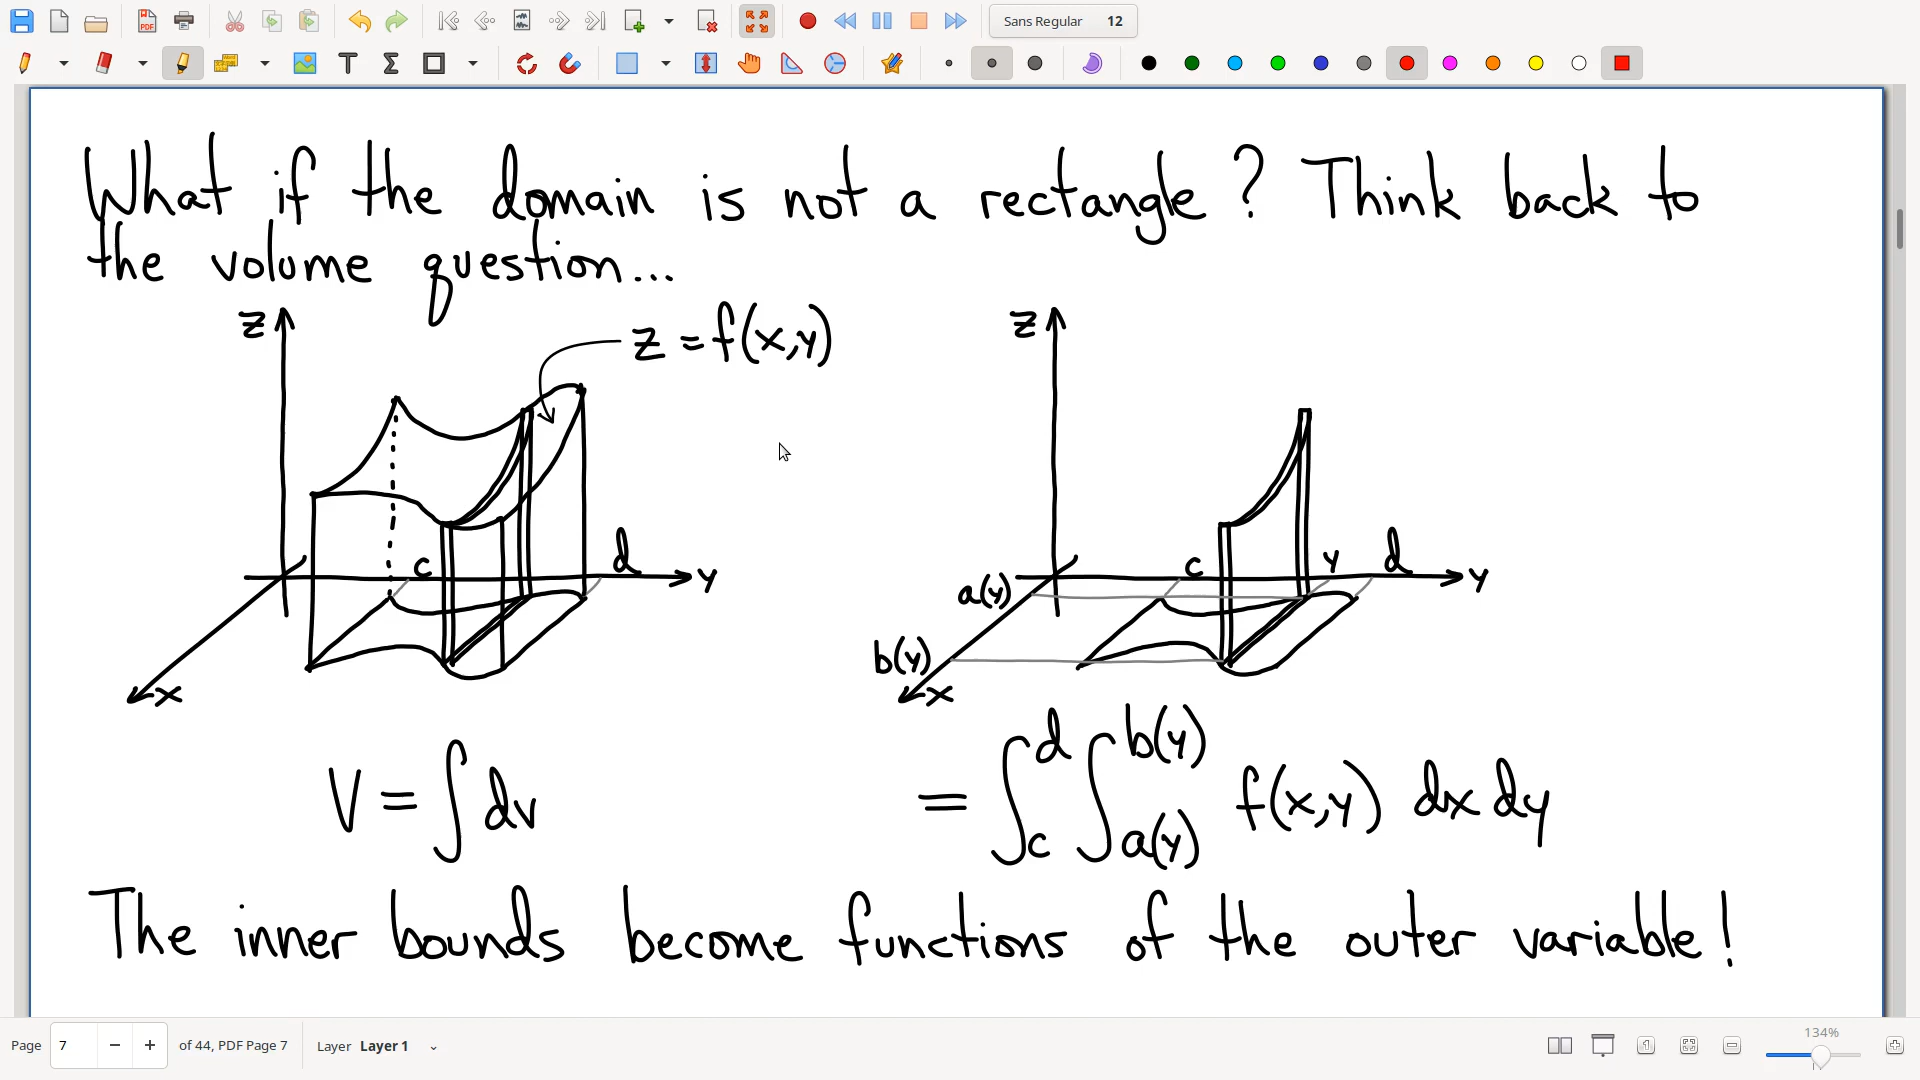 Sans Regular 12
What if the domain is not a rectangle? Think back to
the volume question...
z
z = f(x,y)
c
d
y
x
z
c
y
d
y
a(y)
b(y)
x
V = ∫ dv
= ∫_c^d ∫_{a(y)}^{b(y)} f(x,y) dx dy
The inner bounds become functions of the outer variable!
Page 7 − + of 44, PDF Page 7 Layer Layer 1
134%